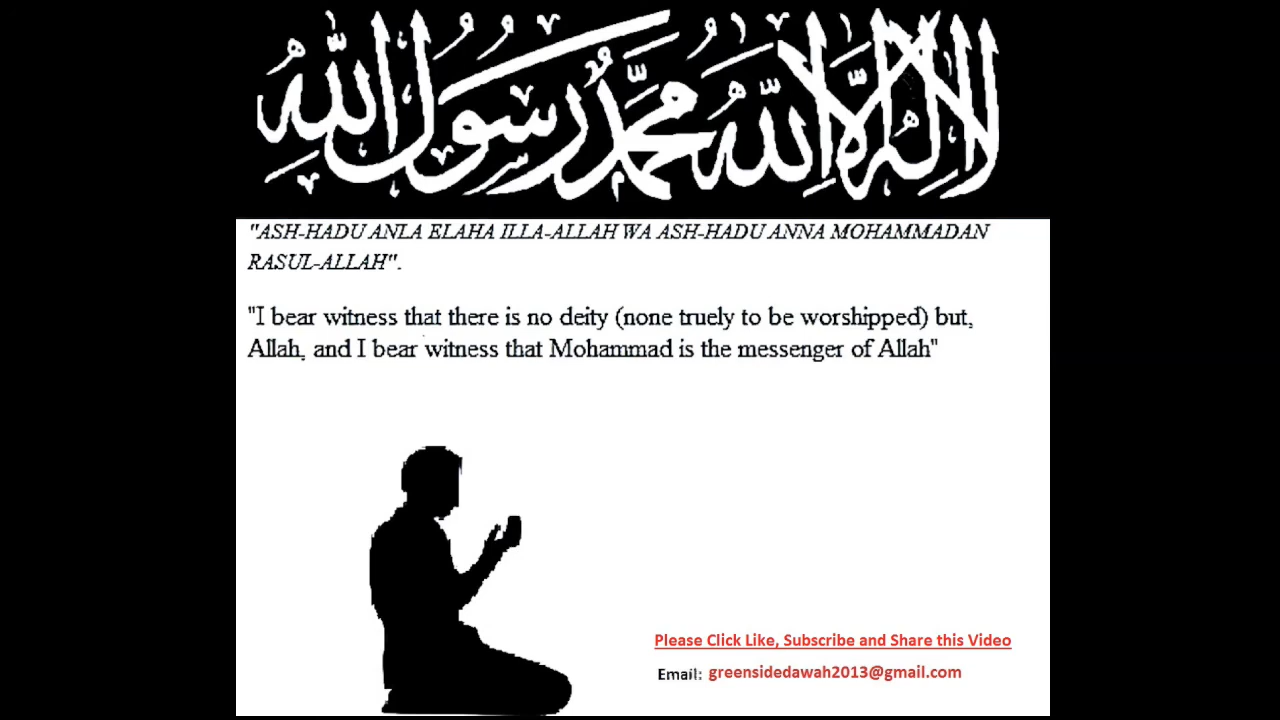 لا إله إلا الله محمد رسول الله
"ASH-HADU ANLA ELAHA ILLA-ALLAH WA ASH-HADU ANNA MOHAMMADAN
RASUL-ALLAH".
"I bear witness that there is no deity (none truely to be worshipped) but,
Allah, and I bear witness that Mohammad is the messenger of Allah"
Please Click Like, Subscribe and Share this Video
Email: greensidedawah2013@gmail.com